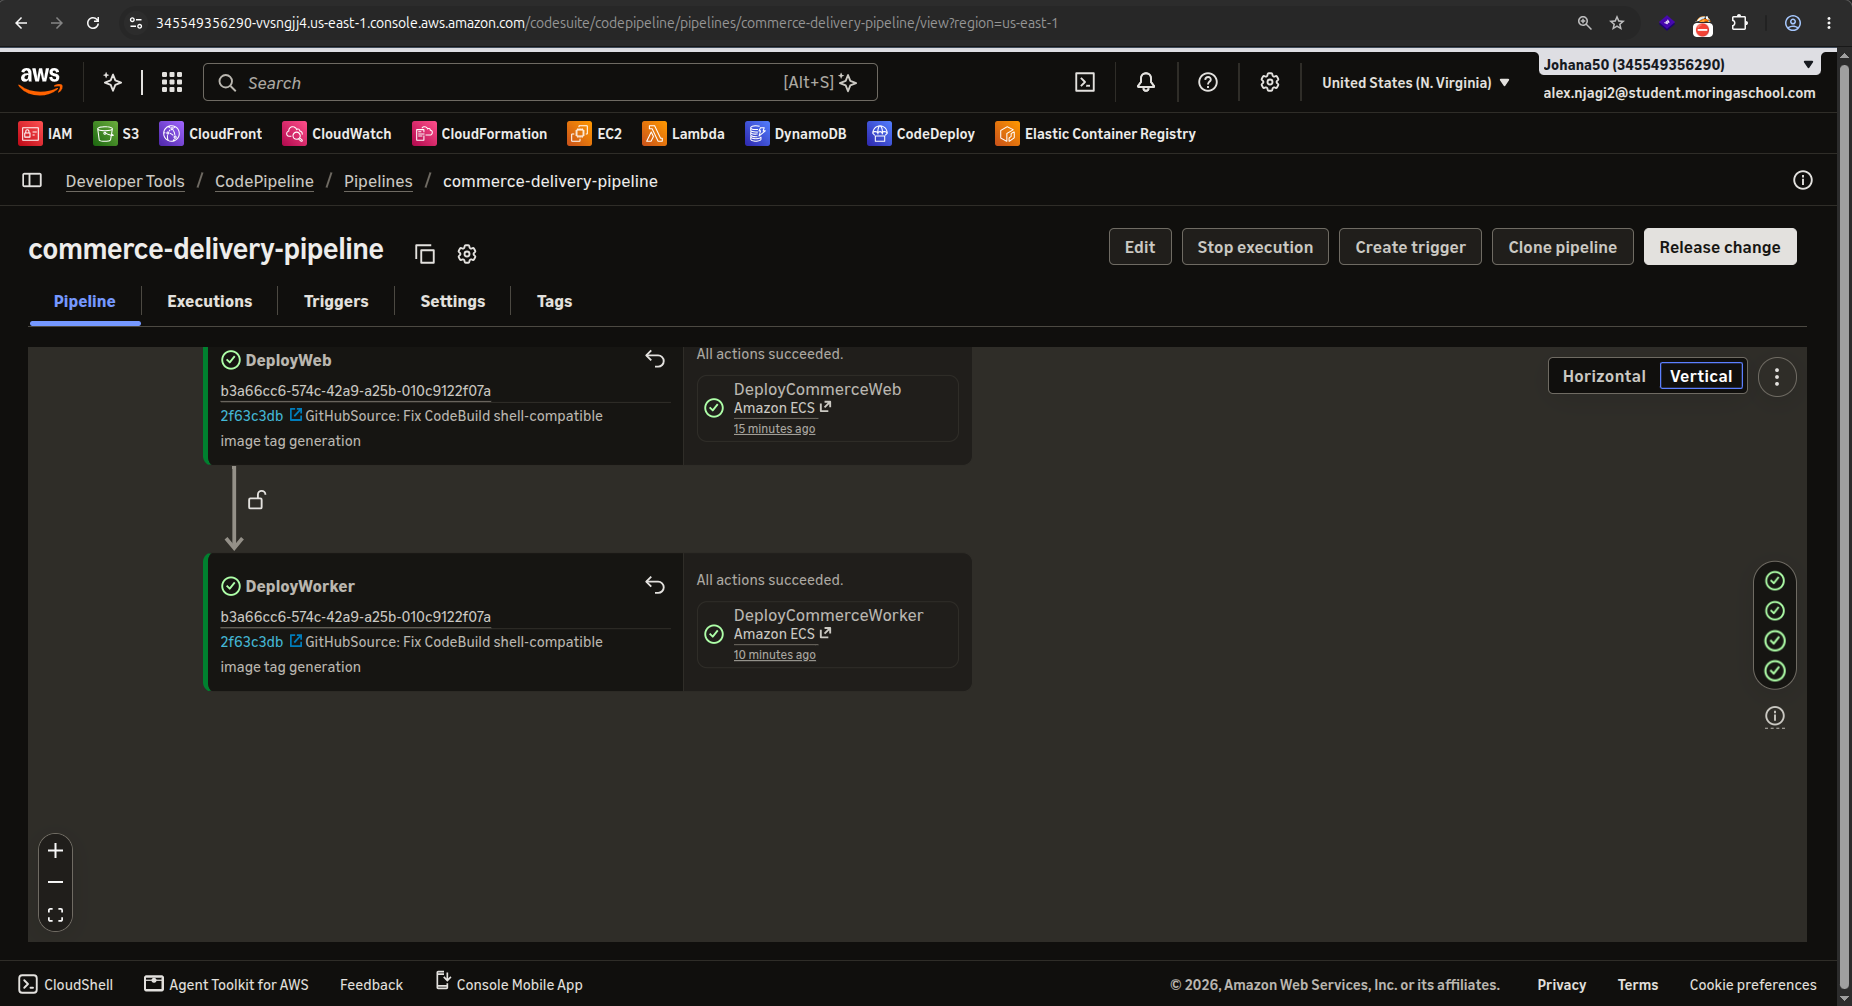 345549356290-vvsngjj4.us-east-1.console.aws.amazon.com/codesuite/codepipeline/pipelines/commerce-delivery-pipeline/view?region=us-east-1
aws
Search
[Alt+S]
United States (N. Virginia)
Johana50 (345549356290)
alex.njagi2@student.moringaschool.com
IAM
S3
CloudFront
CloudWatch
CloudFormation
EC2
Lambda
DynamoDB
CodeDeploy
Elastic Container Registry
Developer Tools / CodePipeline / Pipelines / commerce-delivery-pipeline
commerce-delivery-pipeline
Edit
Stop execution
Create trigger
Clone pipeline
Release change
Pipeline
Executions
Triggers
Settings
Tags
DeployWeb
b3a66cc6-574c-42a9-a25b-010c9122f07a
2f63c3db GitHubSource: Fix CodeBuild shell-compatible
image tag generation
All actions succeeded.
DeployCommerceWeb
Amazon ECS
15 minutes ago
Horizontal
Vertical
DeployWorker
b3a66cc6-574c-42a9-a25b-010c9122f07a
2f63c3db GitHubSource: Fix CodeBuild shell-compatible
image tag generation
All actions succeeded.
DeployCommerceWorker
Amazon ECS
10 minutes ago
CloudShell
Agent Toolkit for AWS
Feedback
Console Mobile App
© 2026, Amazon Web Services, Inc. or its affiliates.
Privacy
Terms
Cookie preferences